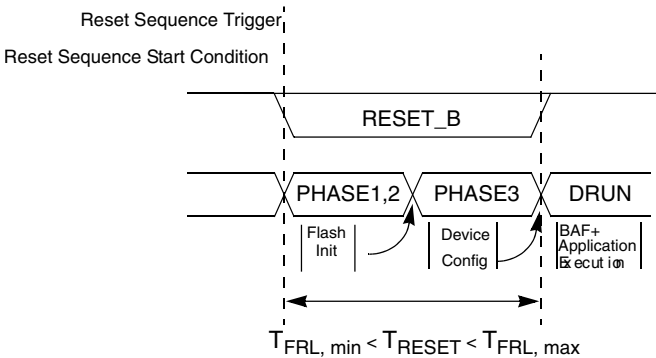 Reset Sequence Trigger
Reset Sequence Start Condition
RESET_B
PHASE1,2 PHASE3 DRUN
Flash
Init
Device
Config
BAF+
Application
Execution
TFRL, min < TRESET < TFRL, max